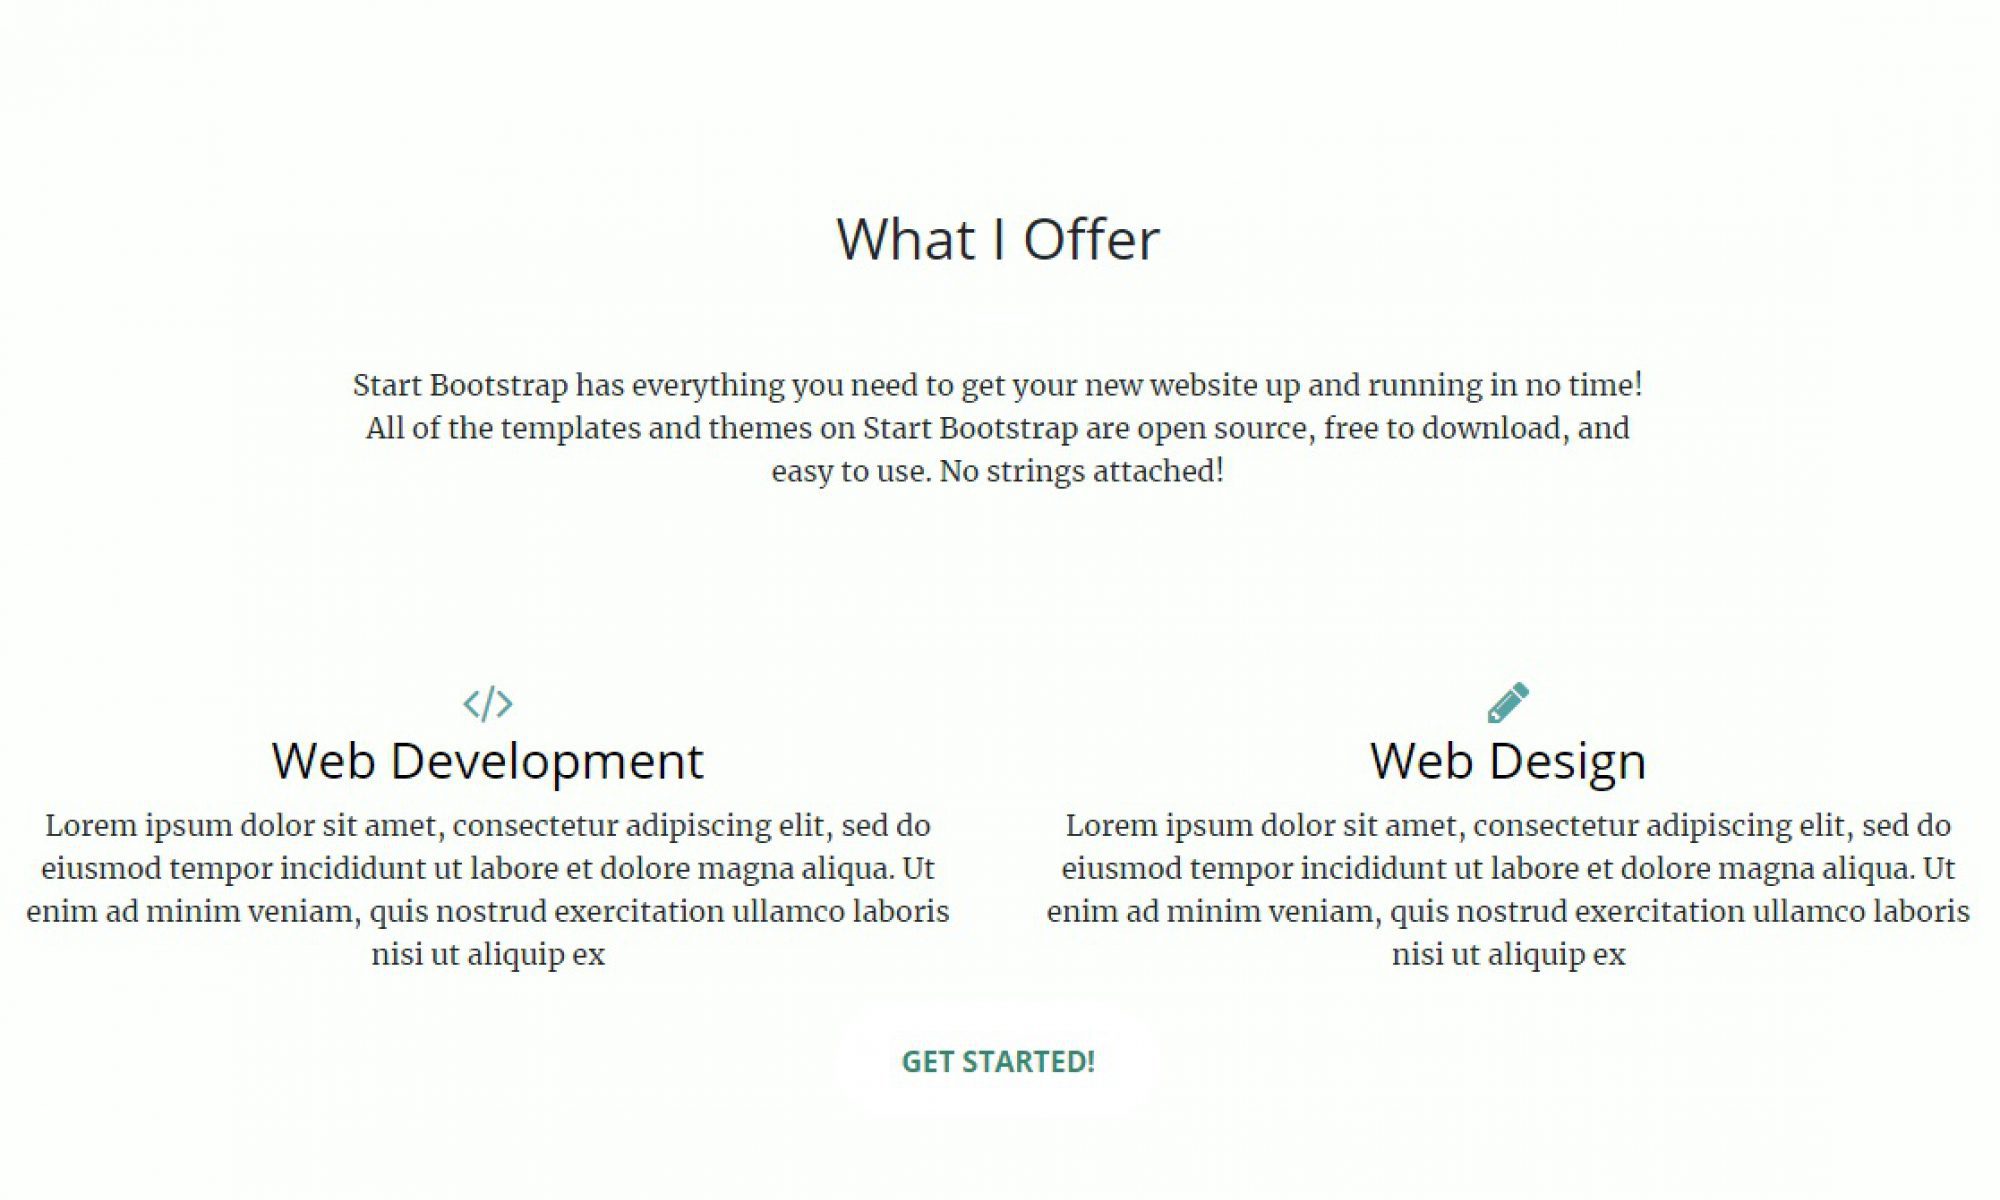 What I Offer
Start Bootstrap has everything you need to get your new website up and running in no time!
All of the templates and themes on Start Bootstrap are open source, free to download, and
easy to use. No strings attached!
Web Development
Lorem ipsum dolor sit amet, consectetur adipiscing elit, sed do
eiusmod tempor incididunt ut labore et dolore magna aliqua. Ut
enim ad minim veniam, quis nostrud exercitation ullamco laboris
nisi ut aliquip ex
Web Design
Lorem ipsum dolor sit amet, consectetur adipiscing elit, sed do
eiusmod tempor incididunt ut labore et dolore magna aliqua. Ut
enim ad minim veniam, quis nostrud exercitation ullamco laboris
nisi ut aliquip ex
GET STARTED!